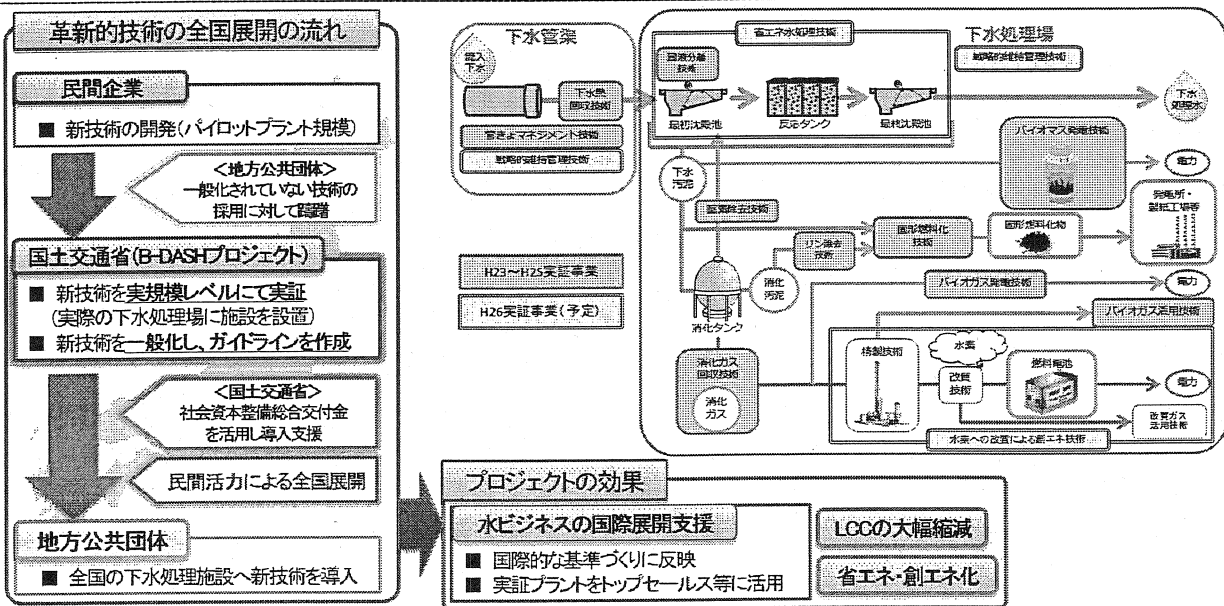 革新的技術の全国展開の流れ
民間企業
■ 新技術の開発(パイロットプラント規模)
<地方公共団体>
一般化されていない技術の
採用に対して躊躇
国土交通省(B-DASHプロジェクト)
■ 新技術を実規模レベルにて実証
(実際の下水処理場に施設を設置)
■ 新技術を一般化し、ガイドラインを作成
<国土交通省>
社会資本整備総合交付金
を活用し導入支援
民間活力による全国展開
地方公共団体
■ 全国の下水処理施設へ新技術を導入
下水管渠
流入
下水
下水熱
回収技術
管きょマネジメント技術
戦略的維持管理技術
H23~H25実証事業
H26実証事業(予定)
下水処理場
省エネ水処理技術
戦略的維持管理技術
固液分離
技術
最初沈殿池
反応タンク
最終沈殿池
下水
処理水
下水
汚泥
バイオマス発電技術
電力
発電所・
製紙工場等
窒素除去技術
固形燃料化
技術
固形燃料化物
リン除去
技術
消化
汚泥
消化タンク
バイオガス発電技術
電力
バイオガス活用技術
消化ガス
回収技術
消化
ガス
精製技術
水素
改質
技術
燃料電池
電力
改質ガス
活用技術
水素への改質による創エネ技術
プロジェクトの効果
水ビジネスの国際展開支援
■ 国際的な基準づくりに反映
■ 実証プラントをトップセールス等に活用
LCCの大幅縮減
省エネ・創エネ化